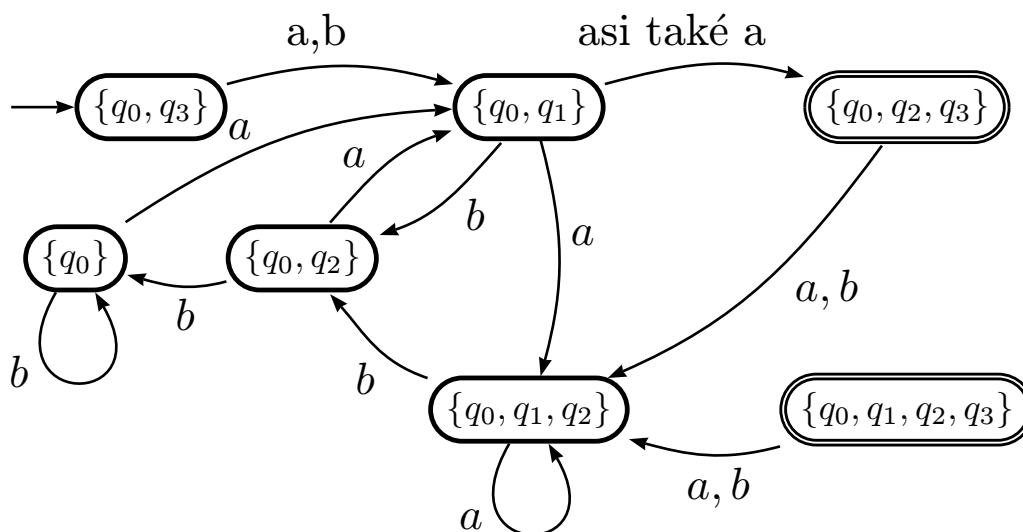 a,b
asi také a
{q₀, q₃}
{q₀, q₁}
{q₀, q₂, q₃}
a
a
b
a
{q₀}
{q₀, q₂}
b
a, b
b
b
{q₀, q₁, q₂}
{q₀, q₁, q₂, q₃}
a, b
a